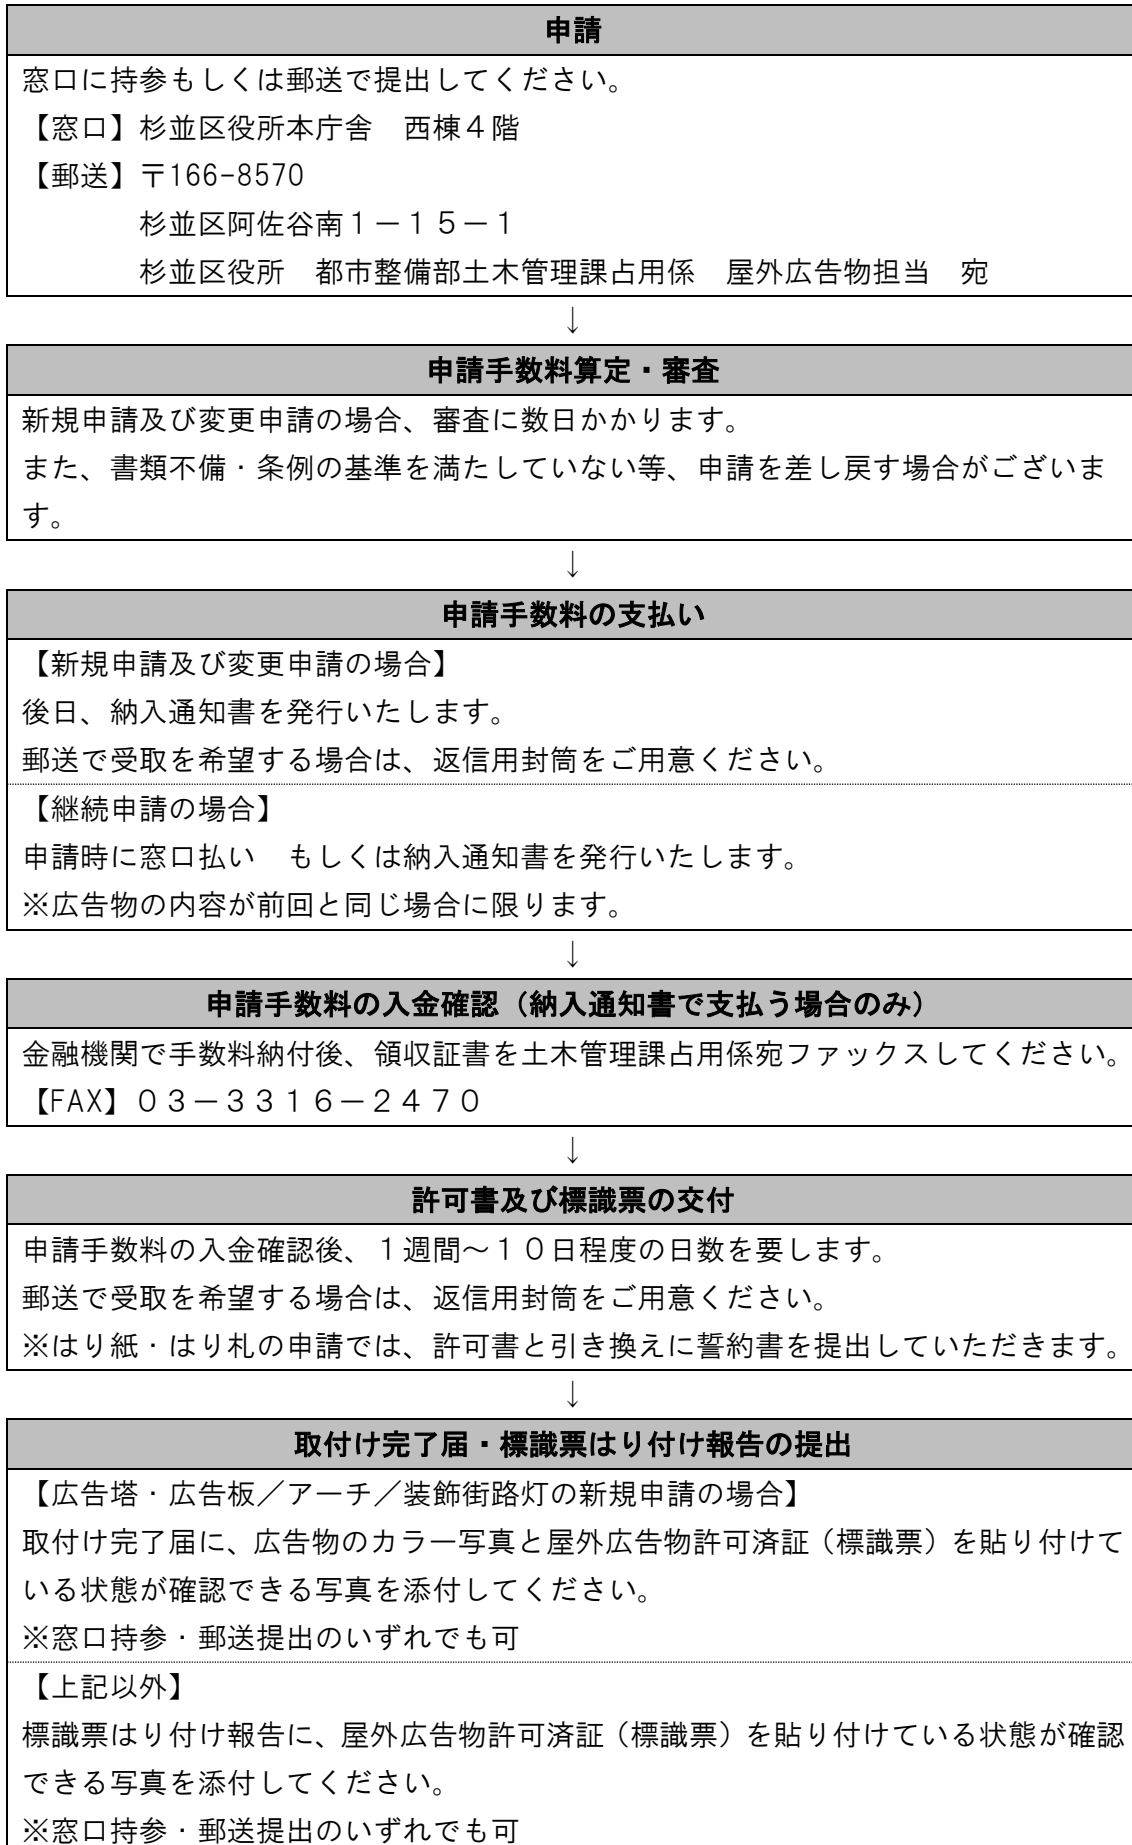 申請
窓口に持参もしくは郵送で提出してください。
【窓口】杉並区役所本庁舎　西棟４階
【郵送】〒166-8570
杉並区阿佐谷南１－１５－１
杉並区役所　都市整備部土木管理課占用係　屋外広告物担当　宛
↓
申請手数料算定・審査
新規申請及び変更申請の場合、審査に数日かかります。
また、書類不備・条例の基準を満たしていない等、申請を差し戻す場合がございま
す。
↓
申請手数料の支払い
【新規申請及び変更申請の場合】
後日、納入通知書を発行いたします。
郵送で受取を希望する場合は、返信用封筒をご用意ください。
【継続申請の場合】
申請時に窓口払い　もしくは納入通知書を発行いたします。
※広告物の内容が前回と同じ場合に限ります。
↓
申請手数料の入金確認（納入通知書で支払う場合のみ）
金融機関で手数料納付後、領収証書を土木管理課占用係宛ファックスしてください。
【FAX】０３－３３１６－２４７０
↓
許可書及び標識票の交付
申請手数料の入金確認後、１週間～１０日程度の日数を要します。
郵送で受取を希望する場合は、返信用封筒をご用意ください。
※はり紙・はり札の申請では、許可書と引き換えに誓約書を提出していただきます。
↓
取付け完了届・標識票はり付け報告の提出
【広告塔・広告板／アーチ／装飾街路灯の新規申請の場合】
取付け完了届に、広告物のカラー写真と屋外広告物許可済証（標識票）を貼り付けて
いる状態が確認できる写真を添付してください。
※窓口持参・郵送提出のいずれでも可
【上記以外】
標識票はり付け報告に、屋外広告物許可済証（標識票）を貼り付けている状態が確認
できる写真を添付してください。
※窓口持参・郵送提出のいずれでも可